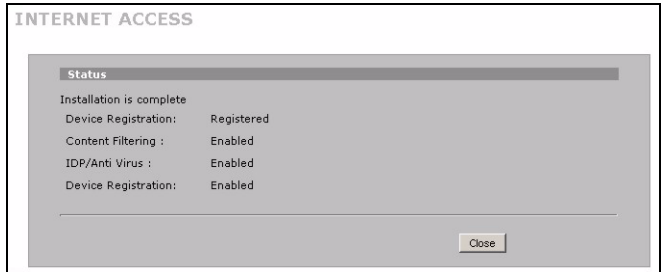 INTERNET ACCESS
Status
Installation is complete
Device Registration: Registered
Content Filtering : Enabled
IDP/Anti Virus : Enabled
Device Registration: Enabled
Close